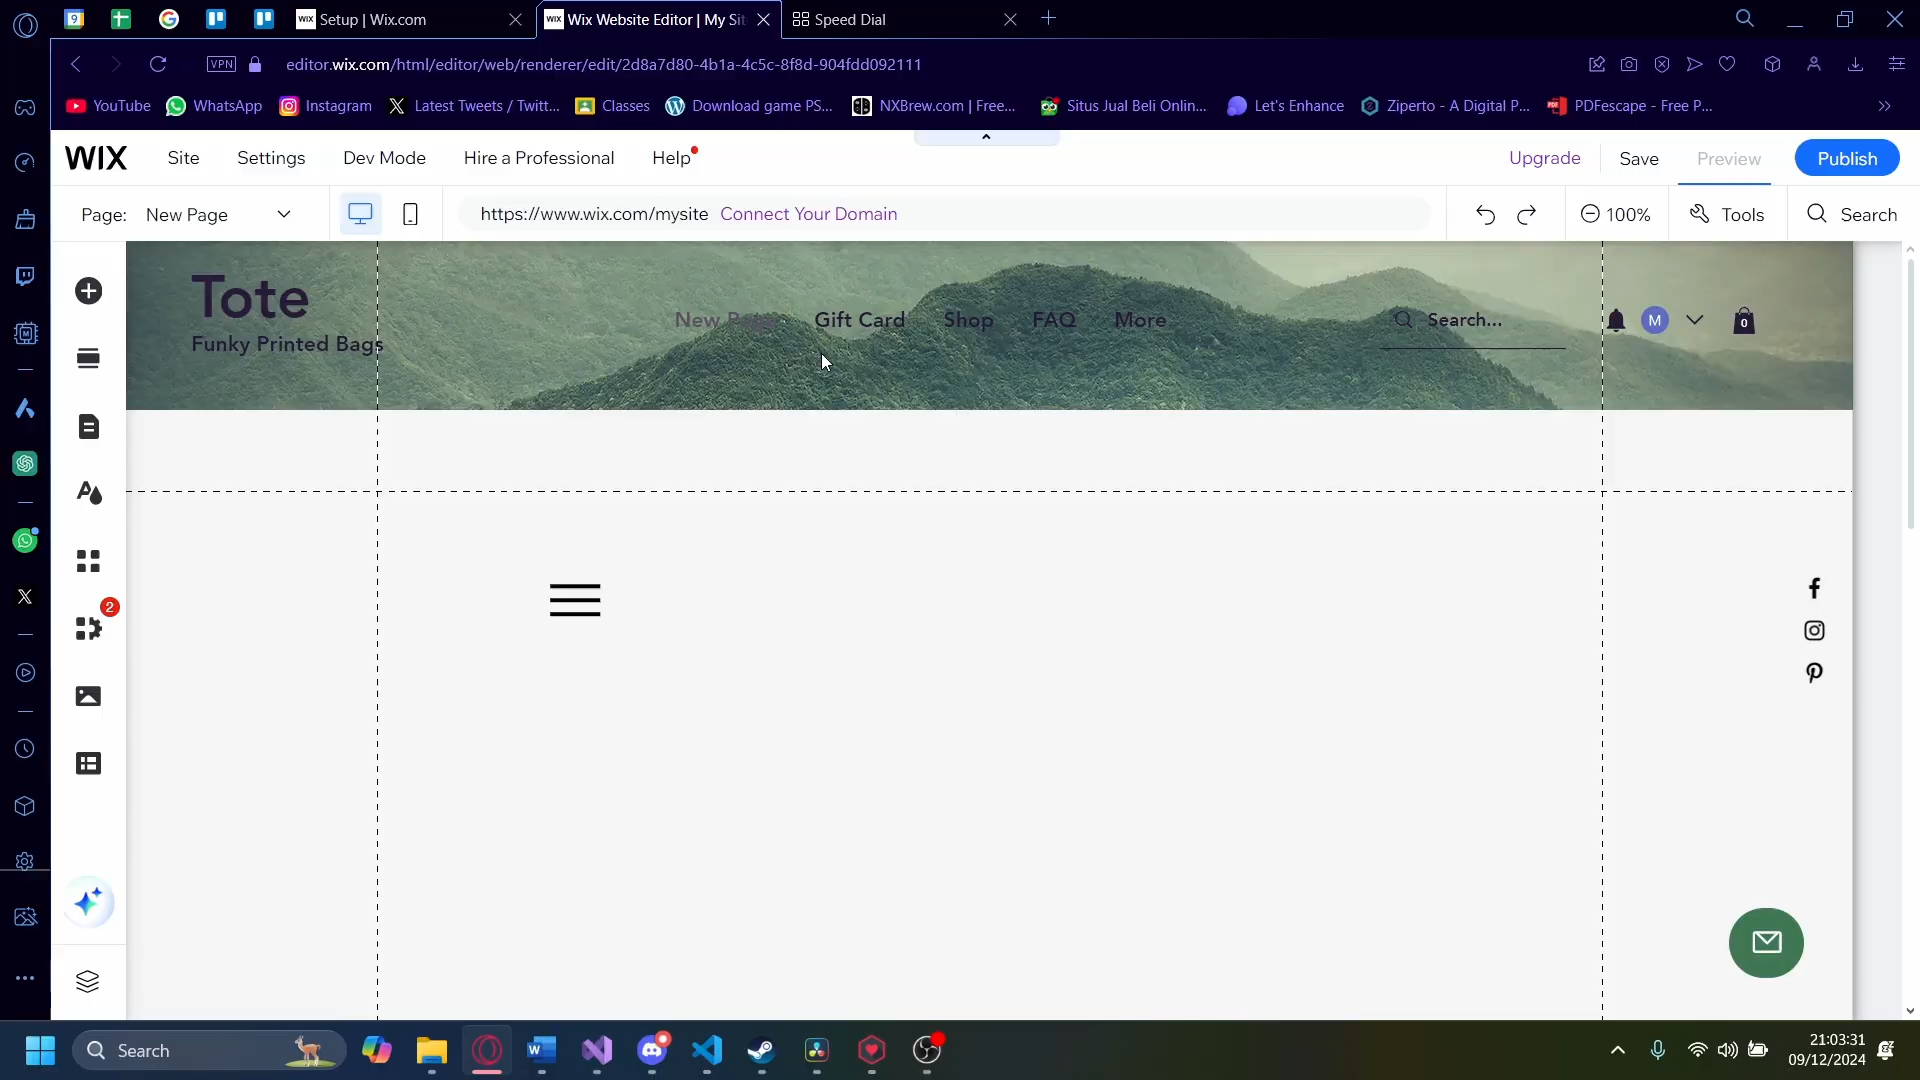 Setup | Wix.com
Wix Website Editor | My Sit
Speed Dial
VPN
editor.wix.com/html/editor/web/renderer/edit/2d8a7d80-4b1a-4c5c-8f8d-904fdd092111
YouTube
WhatsApp
Instagram
Latest Tweets / Twitt...
Classes
Download game PS...
NXBrew.com | Free...
Situs Jual Beli Onlin...
Let's Enhance
Ziperto - A Digital P...
PDFescape - Free P...
WIX
Site
Settings
Dev Mode
Hire a Professional
Help
Upgrade
Save
Preview
Publish
Page: New Page
https://www.wix.com/mysite Connect Your Domain
100%
Tools
Search
Tote
Funky Printed Bags
New Page
Gift Card
Shop
FAQ
More
Search...
M
0
2
Search
21:03:31
09/12/2024